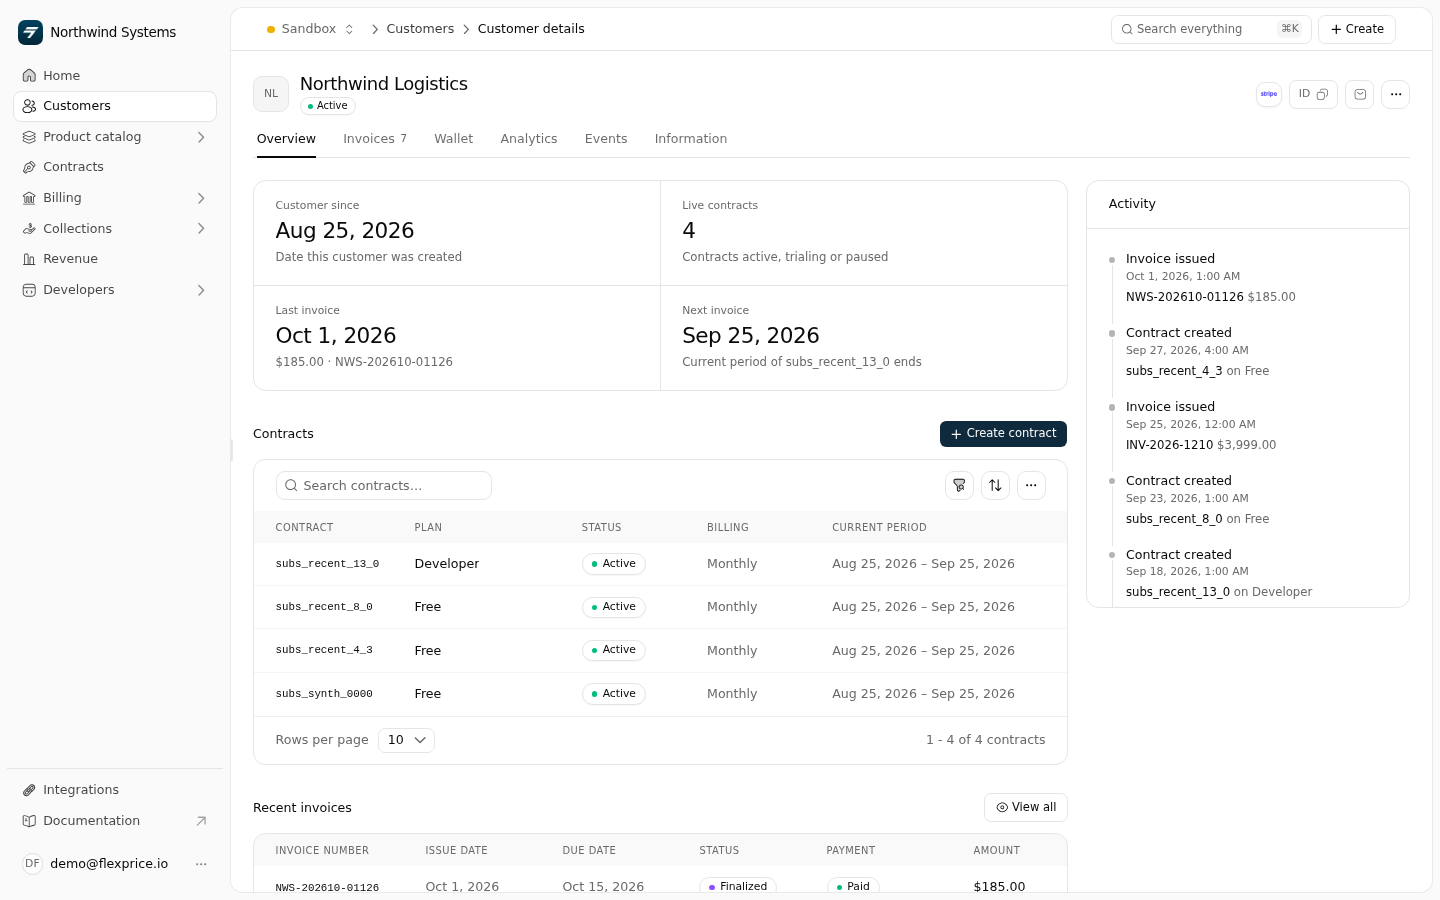 Northwind Systems
Home
Customers
Product catalog
Contracts
Billing
Collections
Revenue
Developers
Integrations
Documentation
DF demo@flexprice.io
Sandbox Customers Customer details
Search everything ⌘K
+ Create
NL
Northwind Logistics
Active
stripe
ID
Overview Invoices 7 Wallet Analytics Events Information
Customer since
Aug 25, 2026
Date this customer was created
Live contracts
4
Contracts active, trialing or paused
Last invoice
Oct 1, 2026
$185.00 · NWS-202610-01126
Next invoice
Sep 25, 2026
Current period of subs_recent_13_0 ends
Contracts
+ Create contract
Search contracts...
CONTRACT PLAN STATUS BILLING CURRENT PERIOD
subs_recent_13_0 Developer Active Monthly Aug 25, 2026 – Sep 25, 2026
subs_recent_8_0 Free Active Monthly Aug 25, 2026 – Sep 25, 2026
subs_recent_4_3 Free Active Monthly Aug 25, 2026 – Sep 25, 2026
subs_synth_0000 Free Active Monthly Aug 25, 2026 – Sep 25, 2026
Rows per page 10
1 - 4 of 4 contracts
Recent invoices
View all
INVOICE NUMBER ISSUE DATE DUE DATE STATUS PAYMENT AMOUNT
NWS-202610-01126 Oct 1, 2026 Oct 15, 2026 Finalized Paid $185.00
Activity
Invoice issued
Oct 1, 2026, 1:00 AM
NWS-202610-01126 $185.00
Contract created
Sep 27, 2026, 4:00 AM
subs_recent_4_3 on Free
Invoice issued
Sep 25, 2026, 12:00 AM
INV-2026-1210 $3,999.00
Contract created
Sep 23, 2026, 1:00 AM
subs_recent_8_0 on Free
Contract created
Sep 18, 2026, 1:00 AM
subs_recent_13_0 on Developer